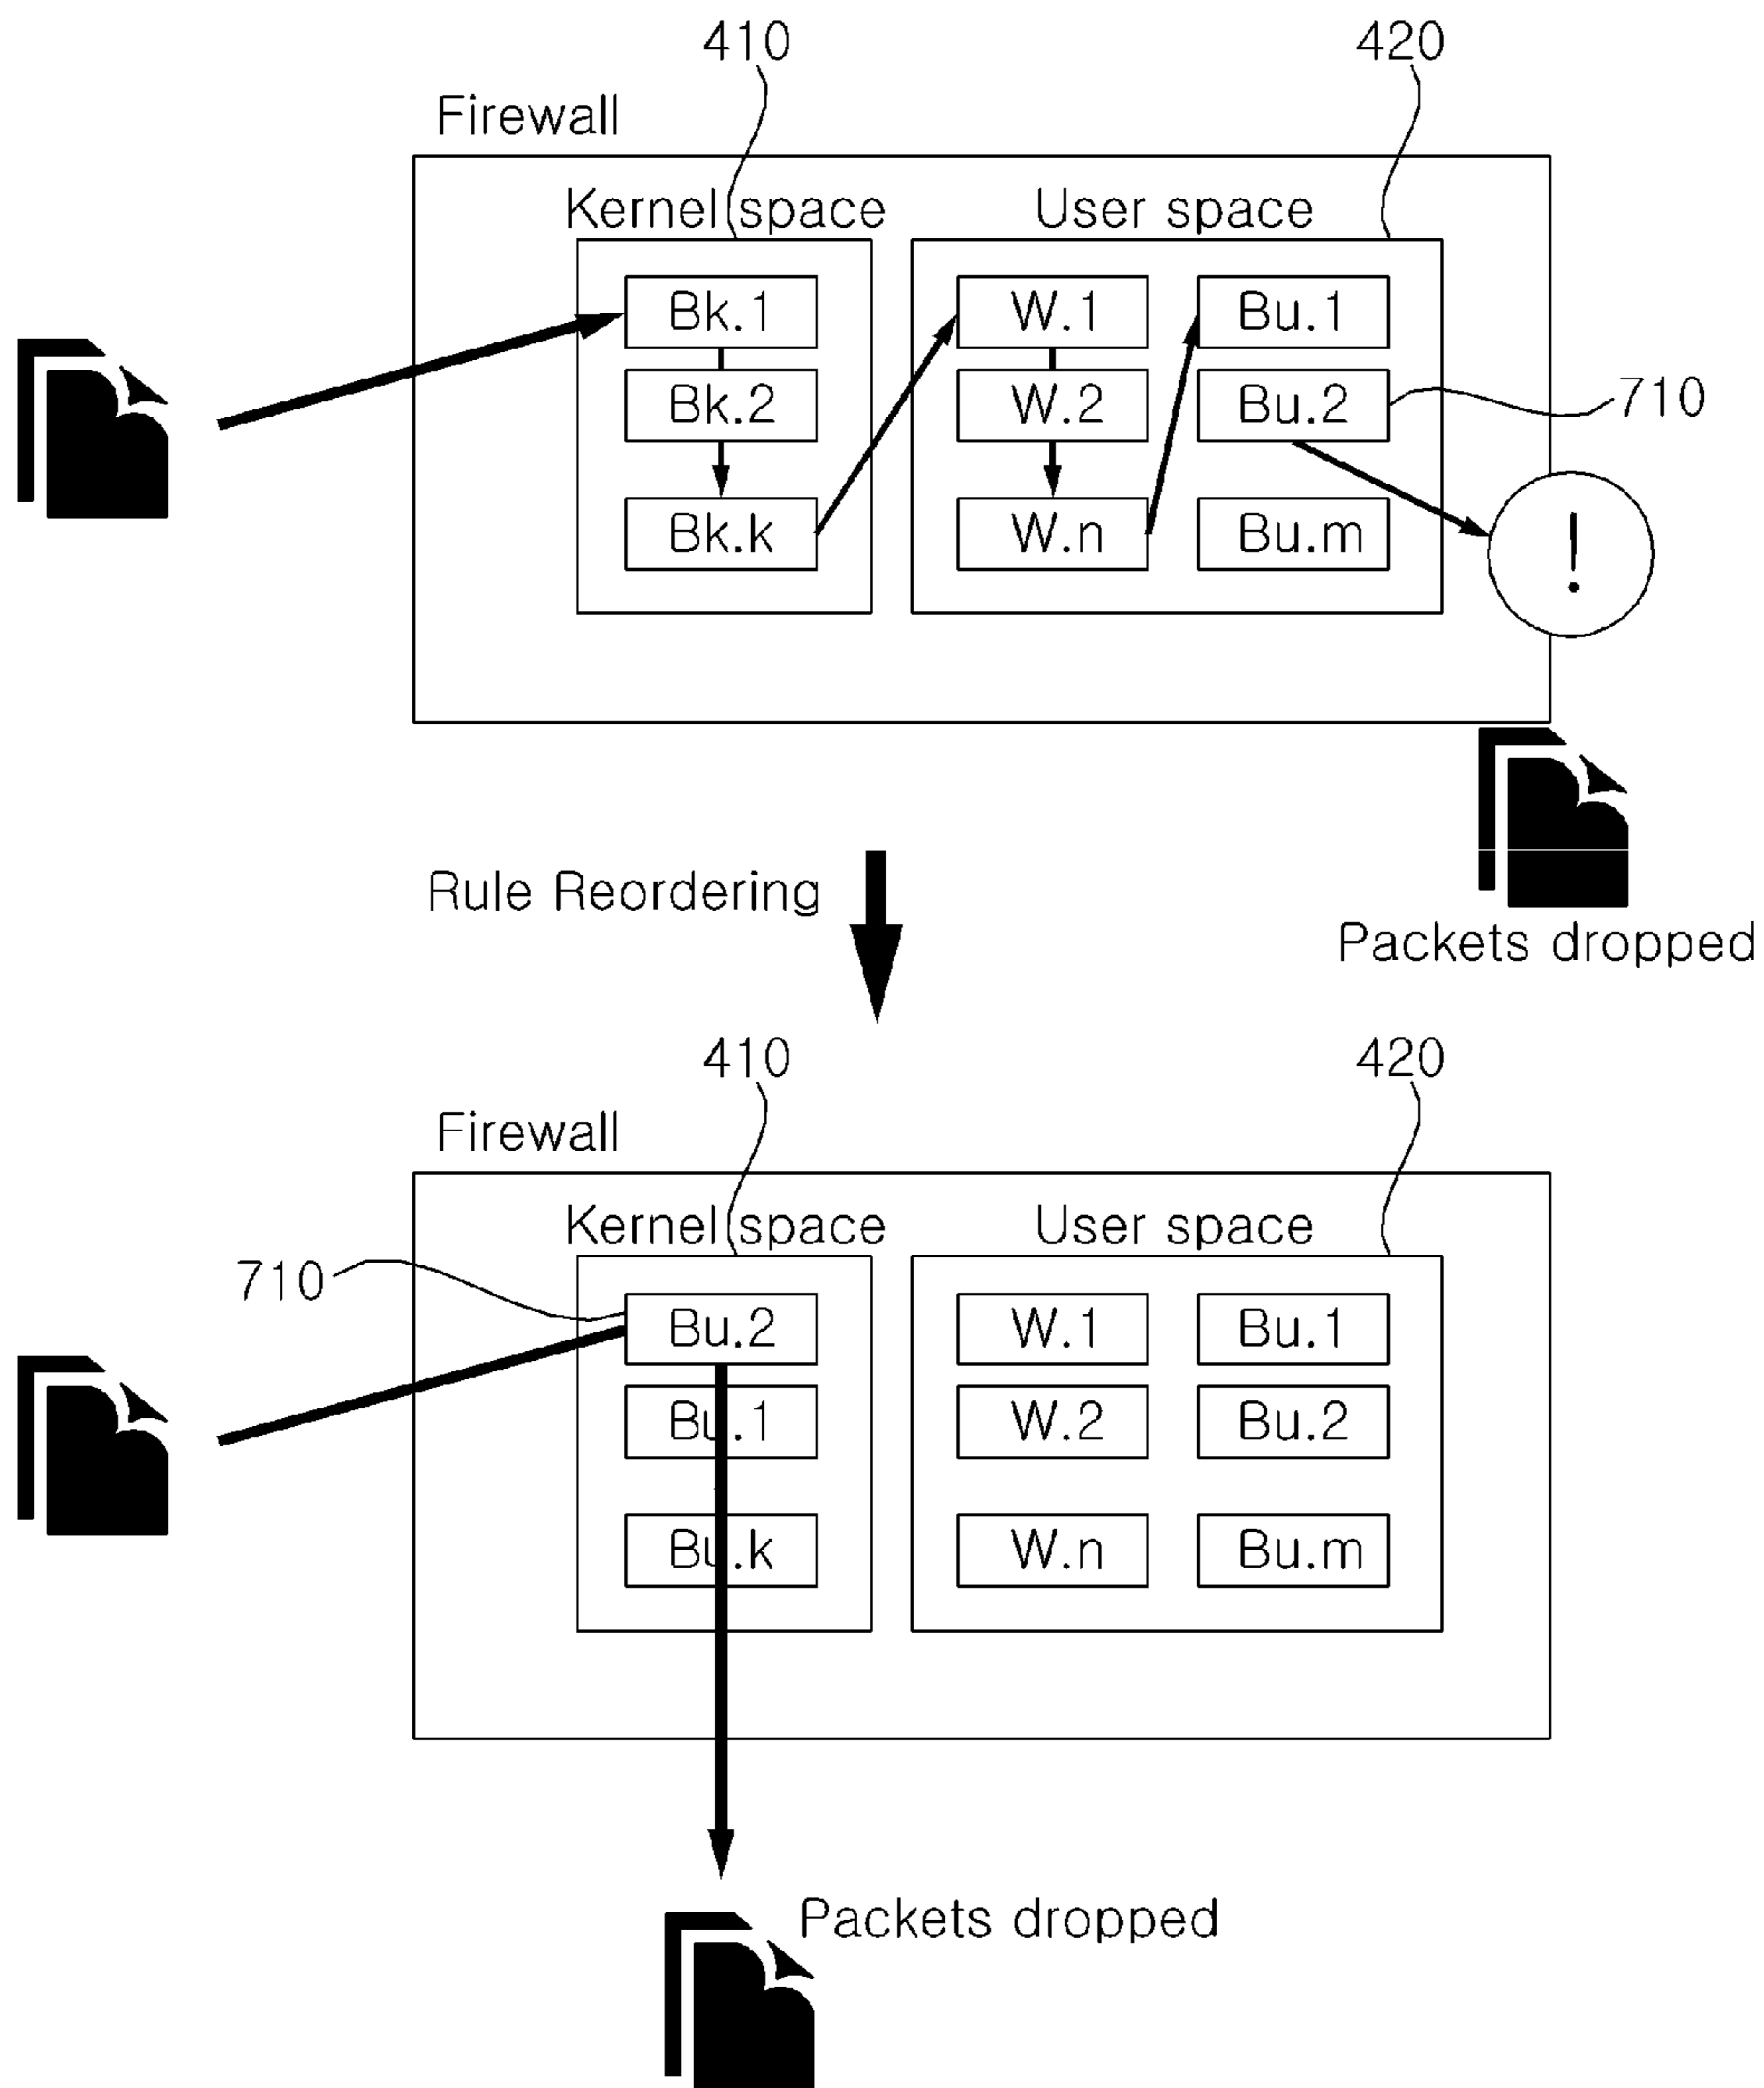 410 420
Firewall
Kernel space User space
Bk.1 W.1 Bu.1
Bk.2 W.2 Bu.2 710
Bk.k W.n Bu.m
!
Rule Reordering
Packets dropped
410 420
Firewall
Kernel space User space
710
Bu.2 W.1 Bu.1
Bu.1 W.2 Bu.2
Bu.k W.n Bu.m
Packets dropped